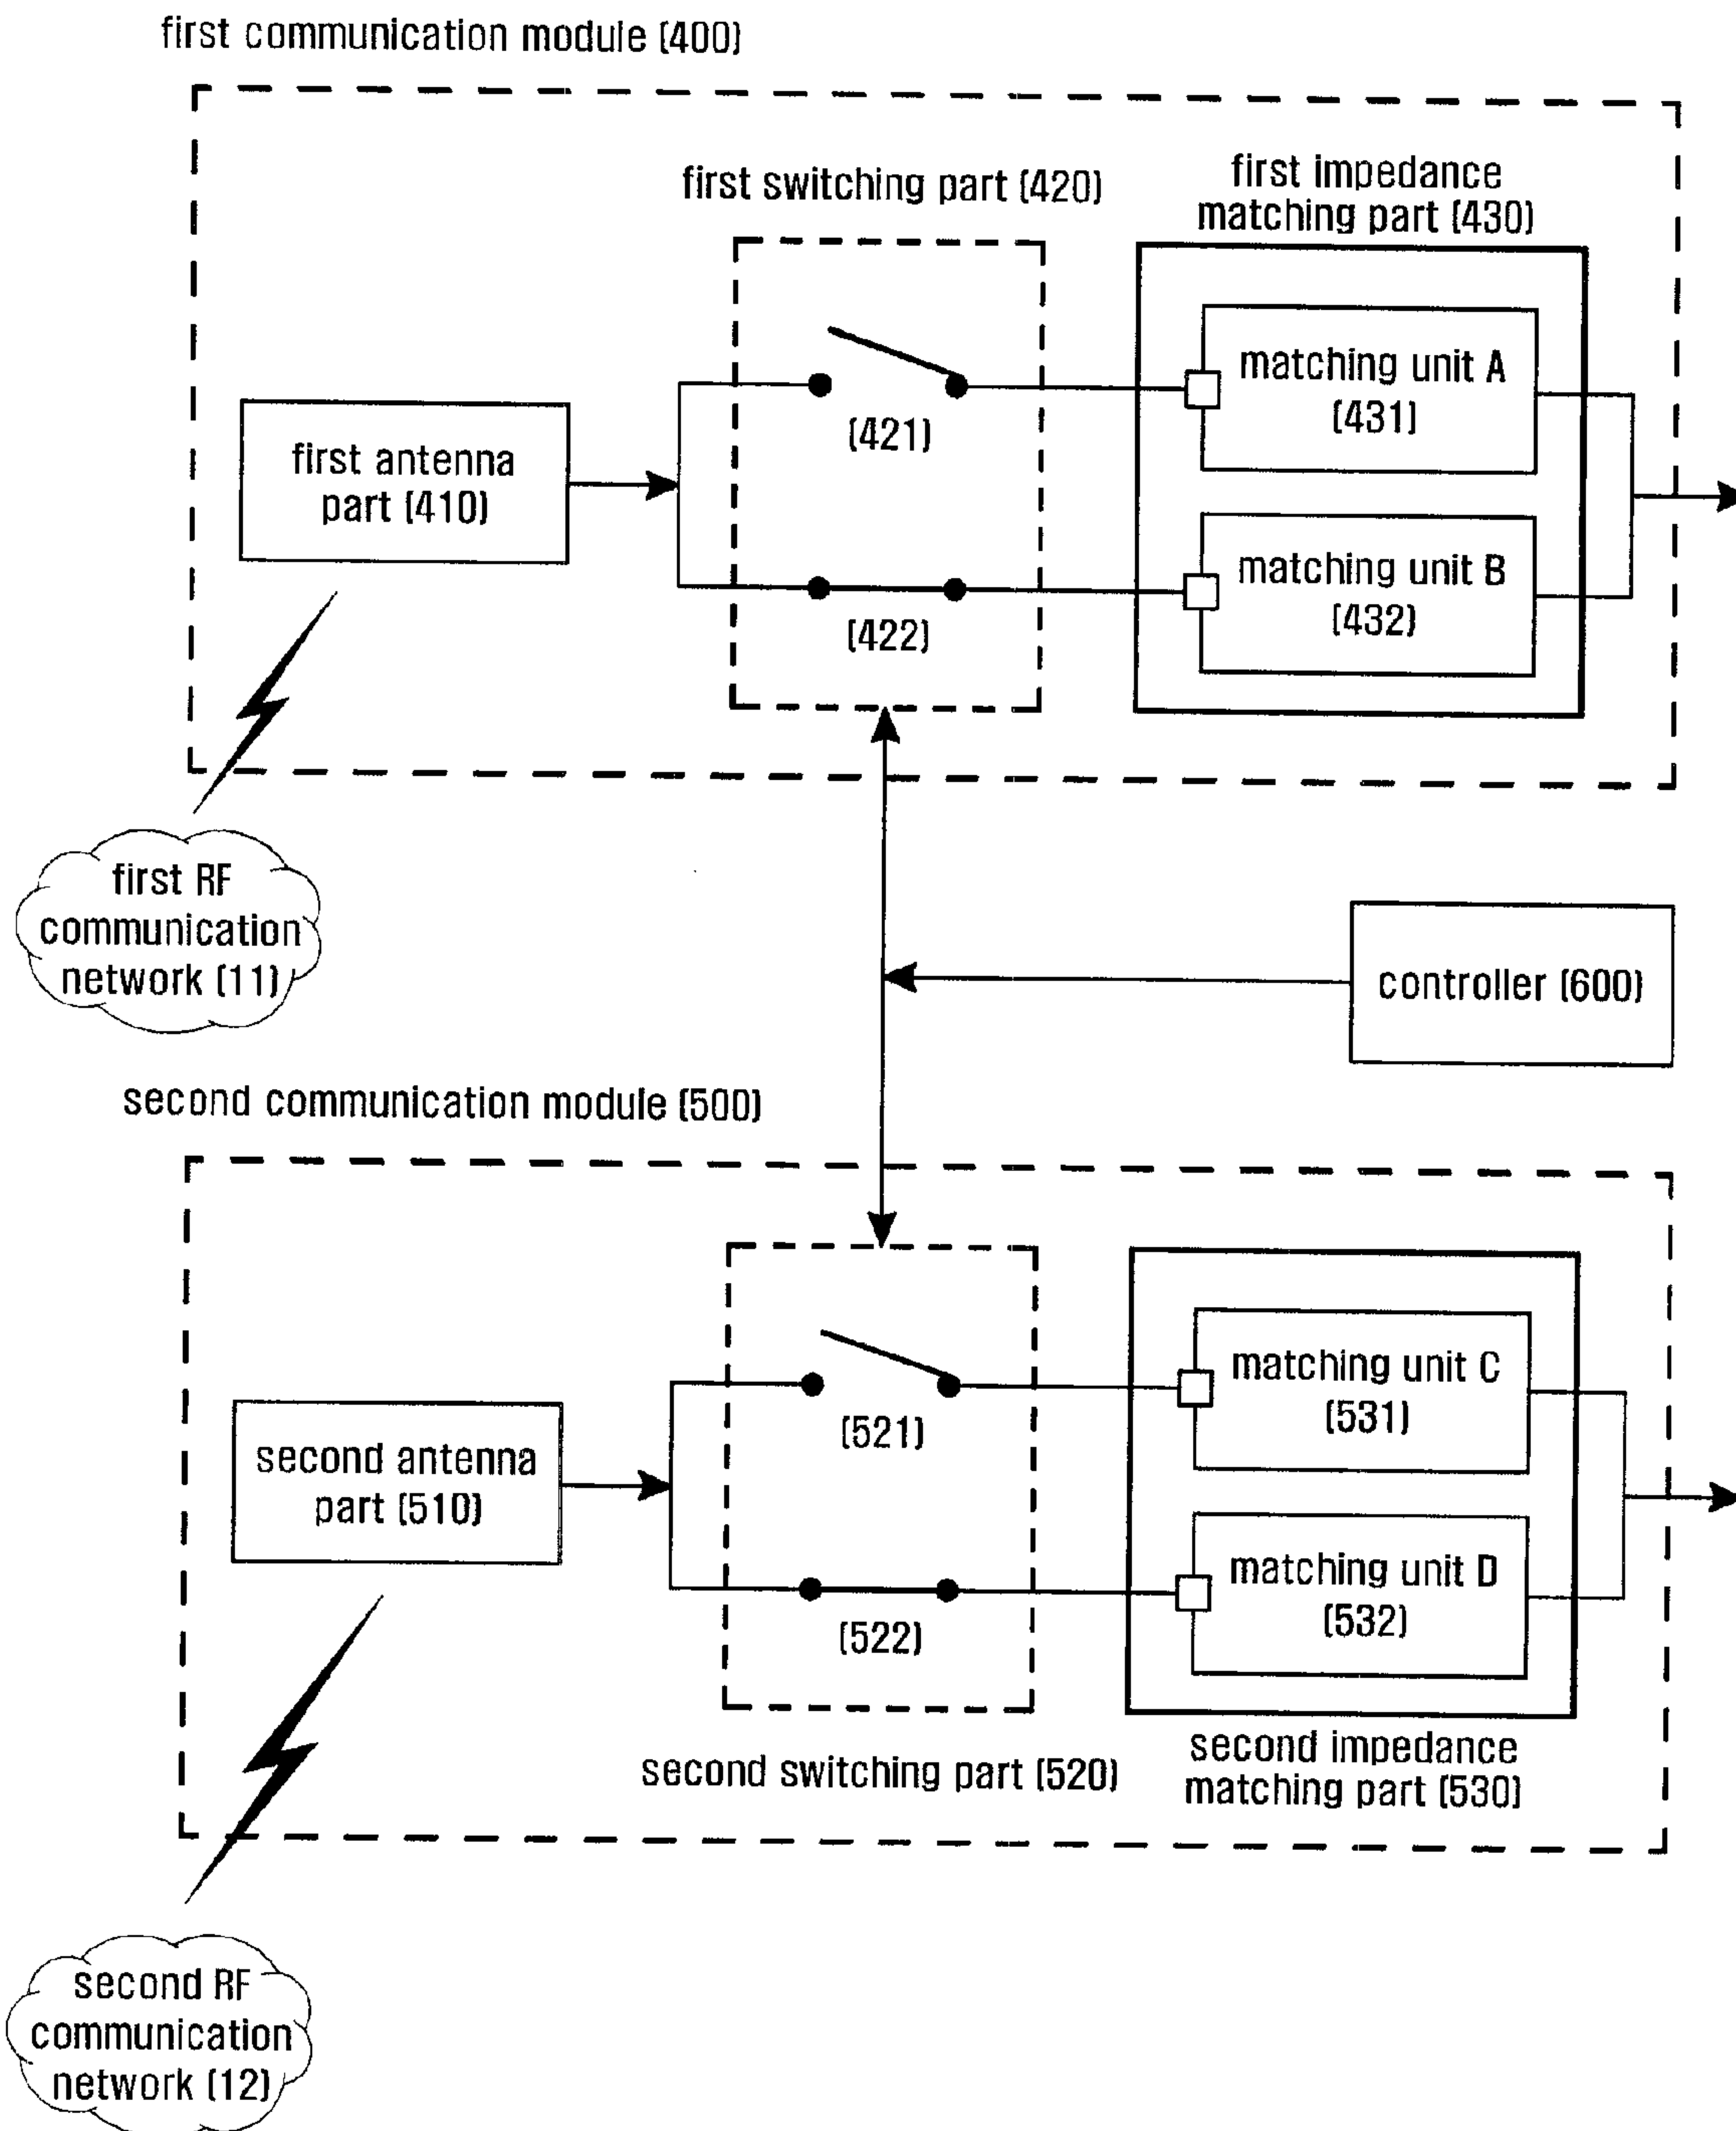 first communication module (400)
first switching part (420)
first impedance
matching part (430)
matching unit A
(431)
(421)
first antenna
part (410)
matching unit B
(432)
(422)
first RF
communication
network (11)
controller (600)
second communication module (500)
matching unit C
(531)
(521)
second antenna
part (510)
matching unit D
(532)
(522)
second switching part (520)
second impedance
matching part (530)
second RF
communication
network (12)